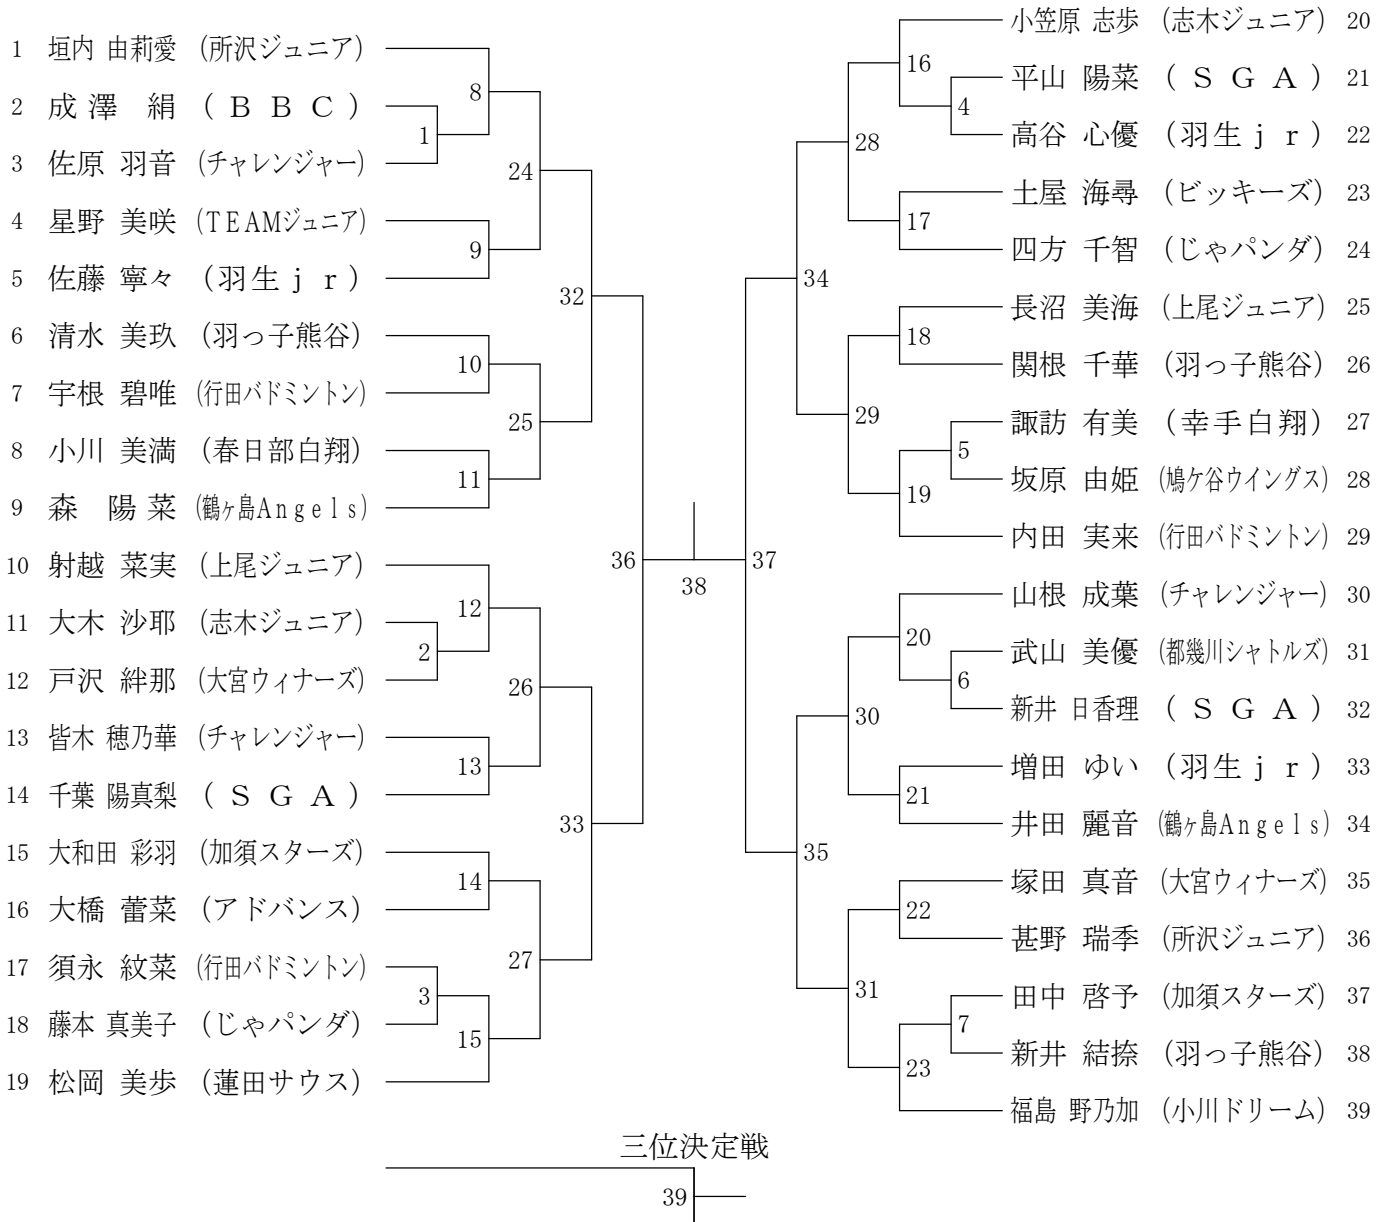 1 垣内 由莉愛 (所沢ジュニア)
2 成澤 絹 (ＢＢＣ)
3 佐原 羽音 (チャレンジャー)
4 星野 美咲 (TEAMジュニア)
5 佐藤 寧々 (羽生ｊｒ)
6 清水 美玖 (羽っ子熊谷)
7 宇根 碧唯 (行田バドミントン)
8 小川 美満 (春日部白翔)
9 森 陽菜 (鶴ヶ島Angels)
10 射越 菜実 (上尾ジュニア)
11 大木 沙耶 (志木ジュニア)
12 戸沢 絆那 (大宮ウィナーズ)
13 皆木 穂乃華 (チャレンジャー)
14 千葉 陽真梨 (ＳＧＡ)
15 大和田 彩羽 (加須スターズ)
16 大橋 蕾菜 (アドバンス)
17 須永 紋菜 (行田バドミントン)
18 藤本 真美子 (じゃパンダ)
19 松岡 美歩 (蓮田サウス)
1
2
3
8
9
10
11
12
13
14
15
24
25
26
27
32
33
36
38
37
34
35
28
29
30
31
16
17
18
19
20
21
22
23
4
5
6
7
小笠原 志歩 (志木ジュニア) 20
平山 陽菜 (ＳＧＡ) 21
高谷 心優 (羽生ｊｒ) 22
土屋 海尋 (ビッキーズ) 23
四方 千智 (じゃパンダ) 24
長沼 美海 (上尾ジュニア) 25
関根 千華 (羽っ子熊谷) 26
諏訪 有美 (幸手白翔) 27
坂原 由姫 (鳩ケ谷ウイングス) 28
内田 実来 (行田バドミントン) 29
山根 成葉 (チャレンジャー) 30
武山 美優 (都幾川シャトルズ) 31
新井 日香理 (ＳＧＡ) 32
増田 ゆい (羽生ｊｒ) 33
井田 麗音 (鶴ヶ島Angels) 34
塚田 真音 (大宮ウィナーズ) 35
甚野 瑞季 (所沢ジュニア) 36
田中 啓予 (加須スターズ) 37
新井 結捺 (羽っ子熊谷) 38
福島 野乃加 (小川ドリーム) 39
三位決定戦
39